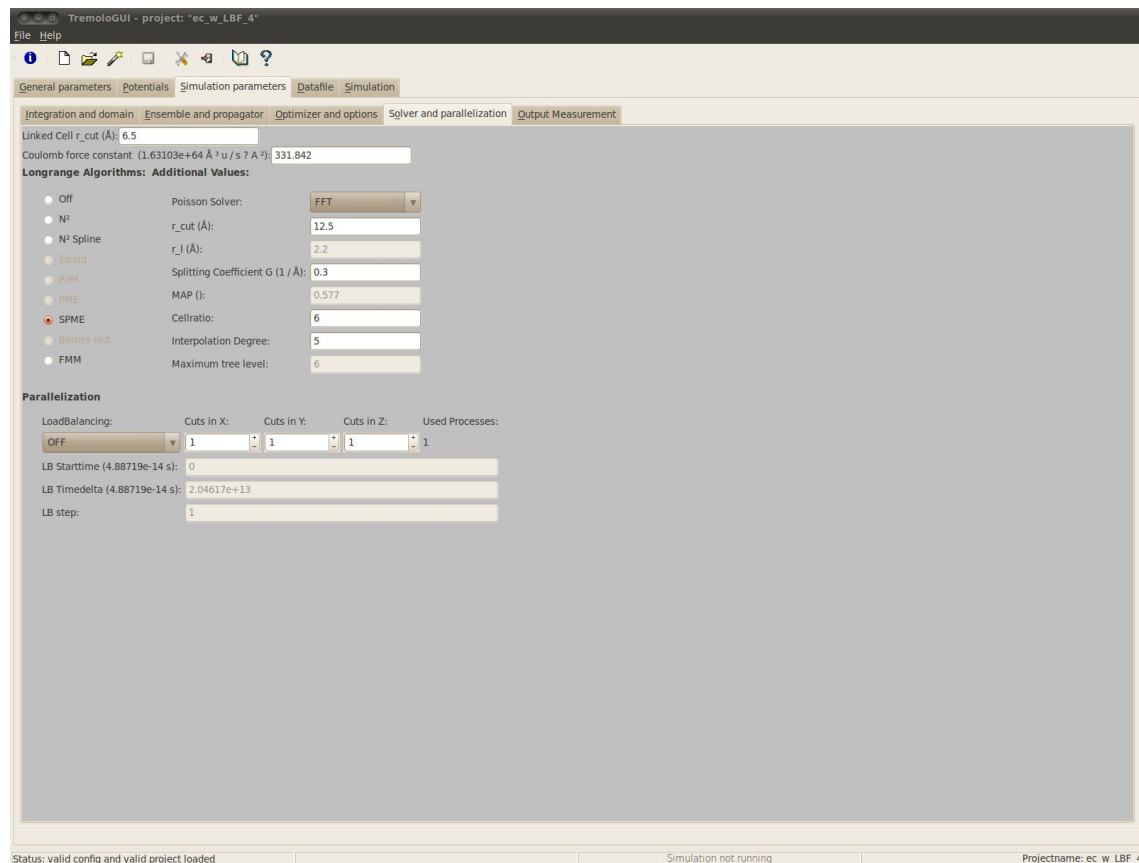 TremoloGUI - project: "ec_w_LBF_4"
File Help
General parameters Potentials Simulation parameters Datafile Simulation
Integration and domain Ensemble and propagator Optimizer and options Solver and parallelization Output Measurement
Linked Cell r_cut (Å): 6.5
Coulomb force constant (1.63103e+64 Å ³ u / s ? A ²): 331.842
Longrange Algorithms: Additional Values:
Off Poisson Solver: FFT
N² r_cut (Å): 12.5
N² Spline r_l (Å): 2.2
Ewald Splitting Coefficient G (1 / Å): 0.3
P3M MAP (): 0.577
PME Cellratio: 6
SPME Interpolation Degree: 5
Barnes Hut Maximum tree level: 6
FMM
Parallelization
LoadBalancing: Cuts in X: Cuts in Y: Cuts in Z: Used Processes:
OFF 1 1 1 1
LB Starttime (4.88719e-14 s): 0
LB Timedelta (4.88719e-14 s): 2.04617e+13
LB step: 1
Status: valid config and valid project loaded Simulation not running Projectname: ec_w_LBF_4